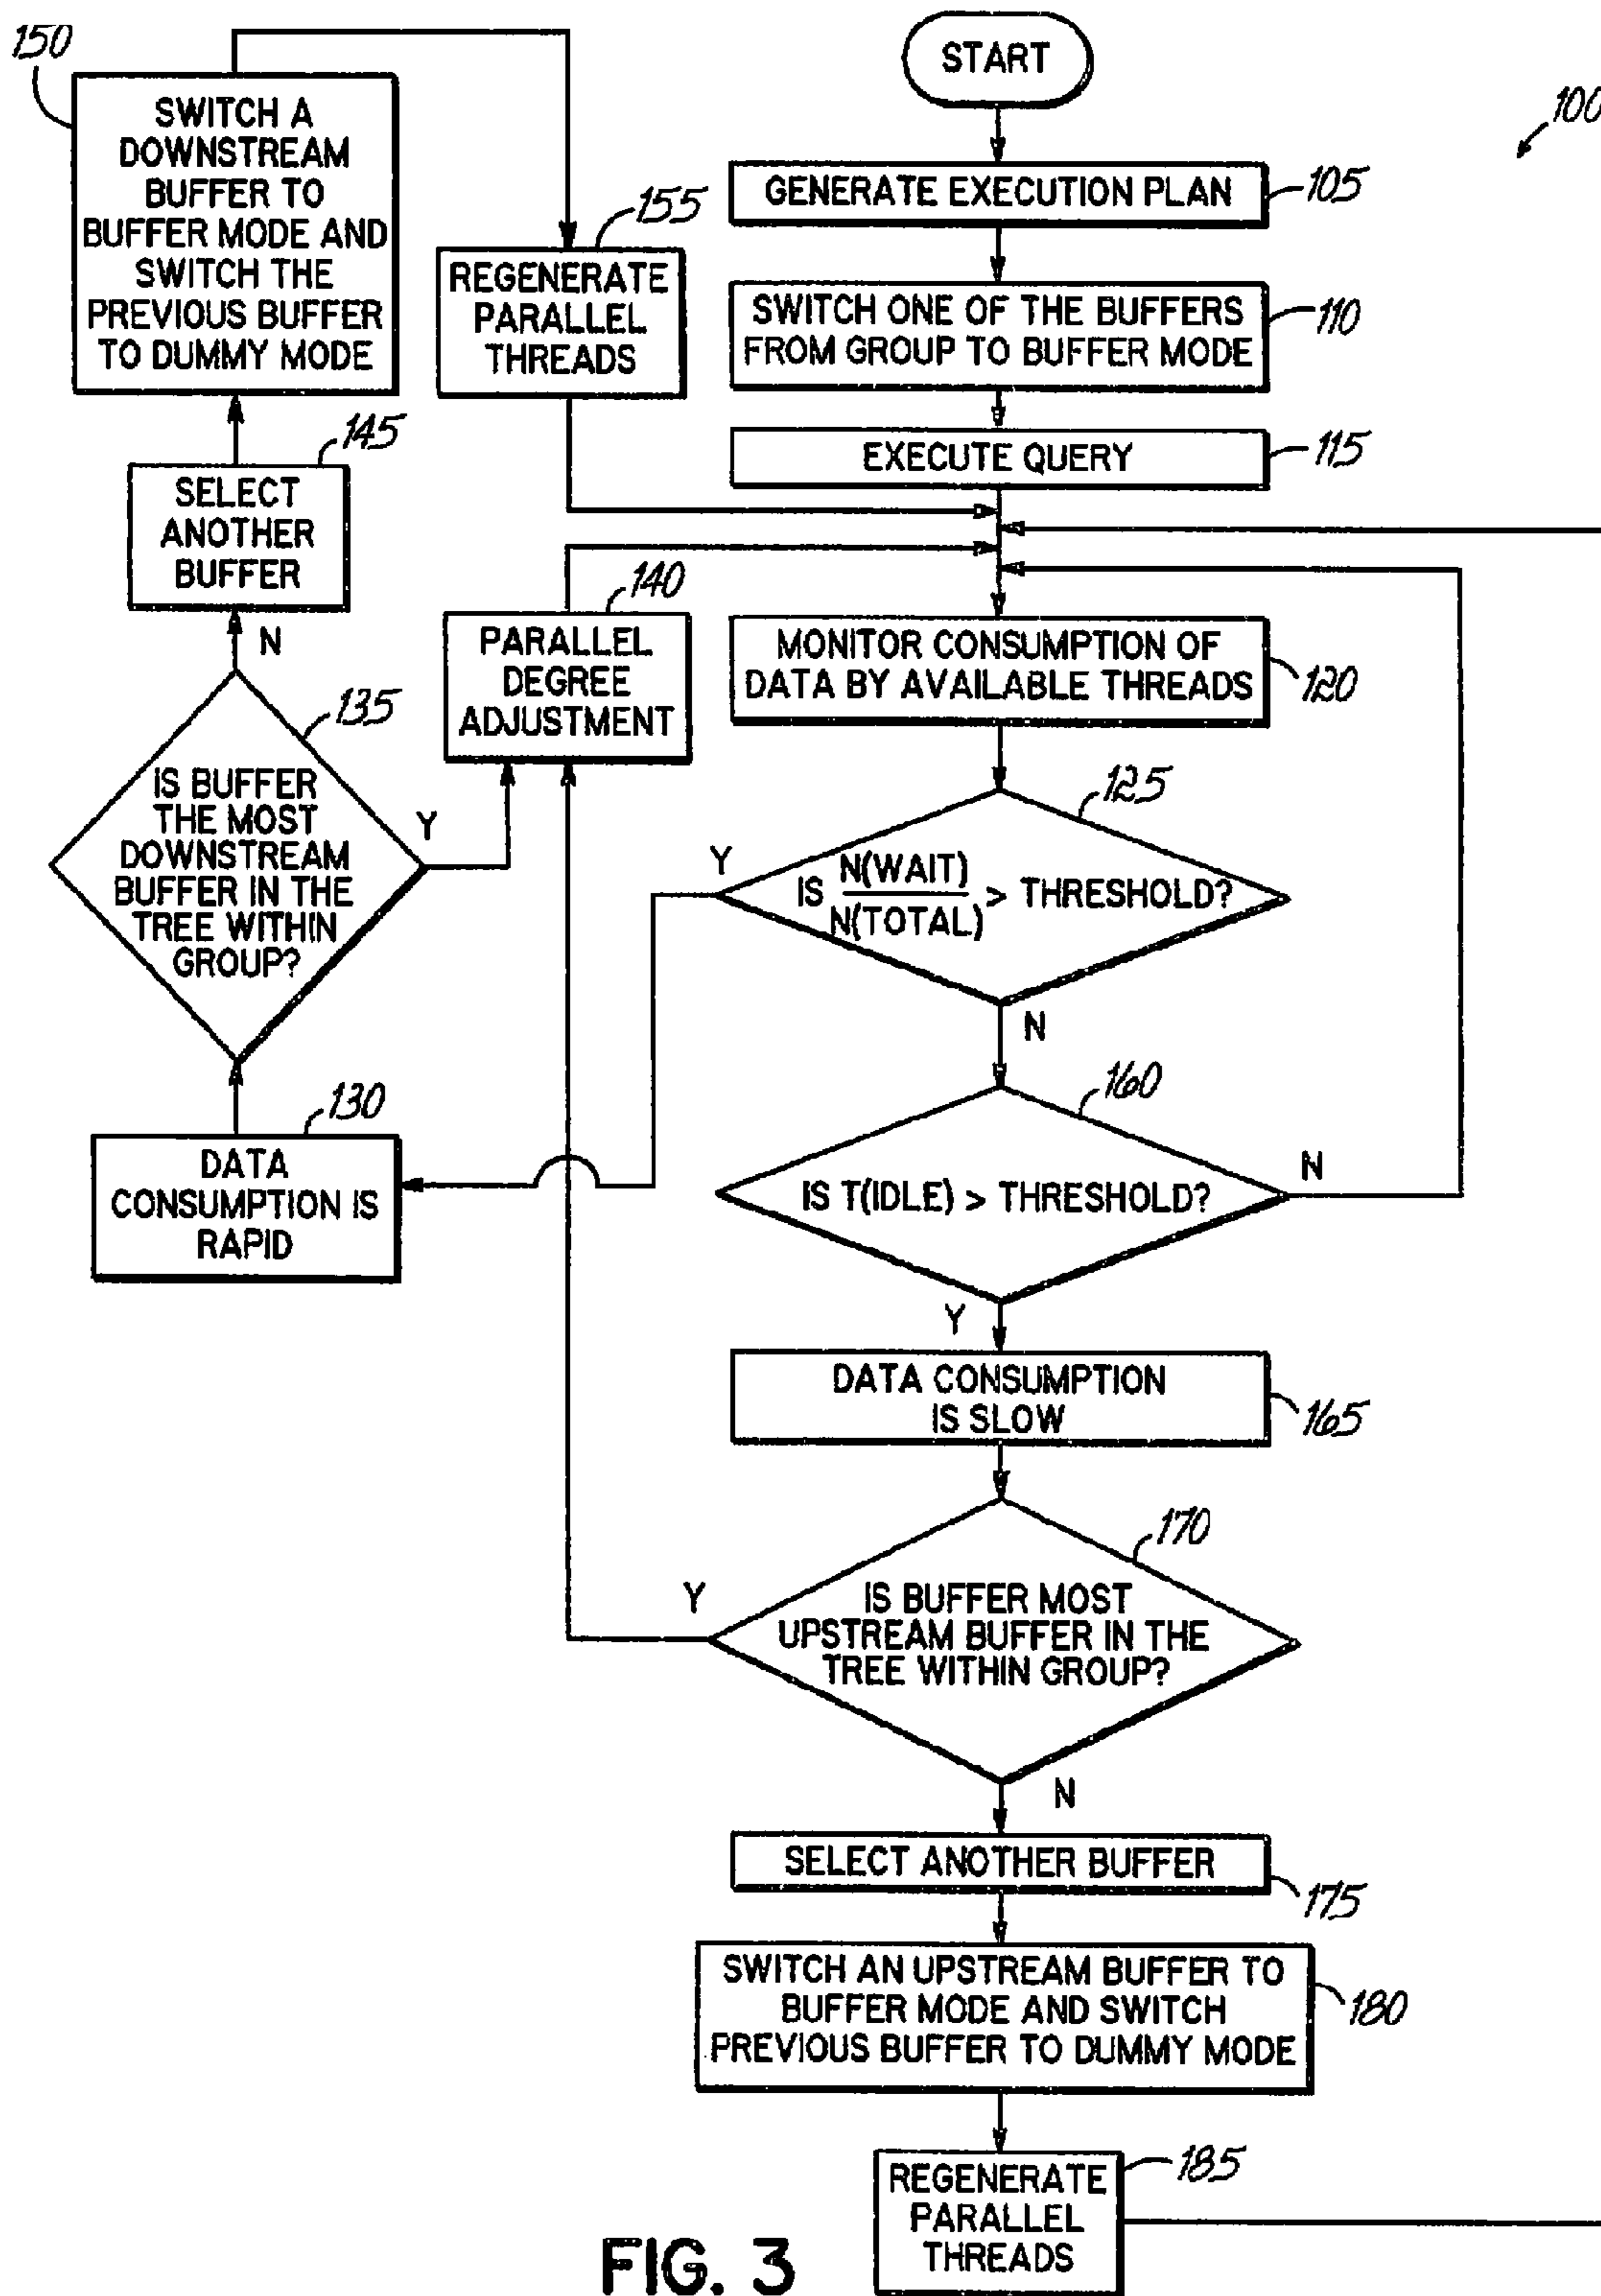 START
100
GENERATE EXECUTION PLAN
105
SWITCH ONE OF THE BUFFERS
FROM GROUP TO BUFFER MODE
110
EXECUTE QUERY
115
MONITOR CONSUMPTION OF
DATA BY AVAILABLE THREADS
120
125
IS N(WAIT)
N(TOTAL) > THRESHOLD?
Y
N
160
IS T(IDLE) > THRESHOLD?
N
Y
DATA CONSUMPTION
IS SLOW
165
170
IS BUFFER MOST
UPSTREAM BUFFER IN THE
TREE WITHIN GROUP?
Y
N
SELECT ANOTHER BUFFER
175
SWITCH AN UPSTREAM BUFFER TO
BUFFER MODE AND SWITCH
PREVIOUS BUFFER TO DUMMY MODE
180
REGENERATE
PARALLEL
THREADS
185
150
SWITCH A
DOWNSTREAM
BUFFER TO
BUFFER MODE AND
SWITCH THE
PREVIOUS BUFFER
TO DUMMY MODE
155
REGENERATE
PARALLEL
THREADS
145
SELECT
ANOTHER
BUFFER
N
140
PARALLEL
DEGREE
ADJUSTMENT
135
IS BUFFER
THE MOST
DOWNSTREAM
BUFFER IN THE
TREE WITHIN
GROUP?
Y
130
DATA
CONSUMPTION IS
RAPID
FIG. 3